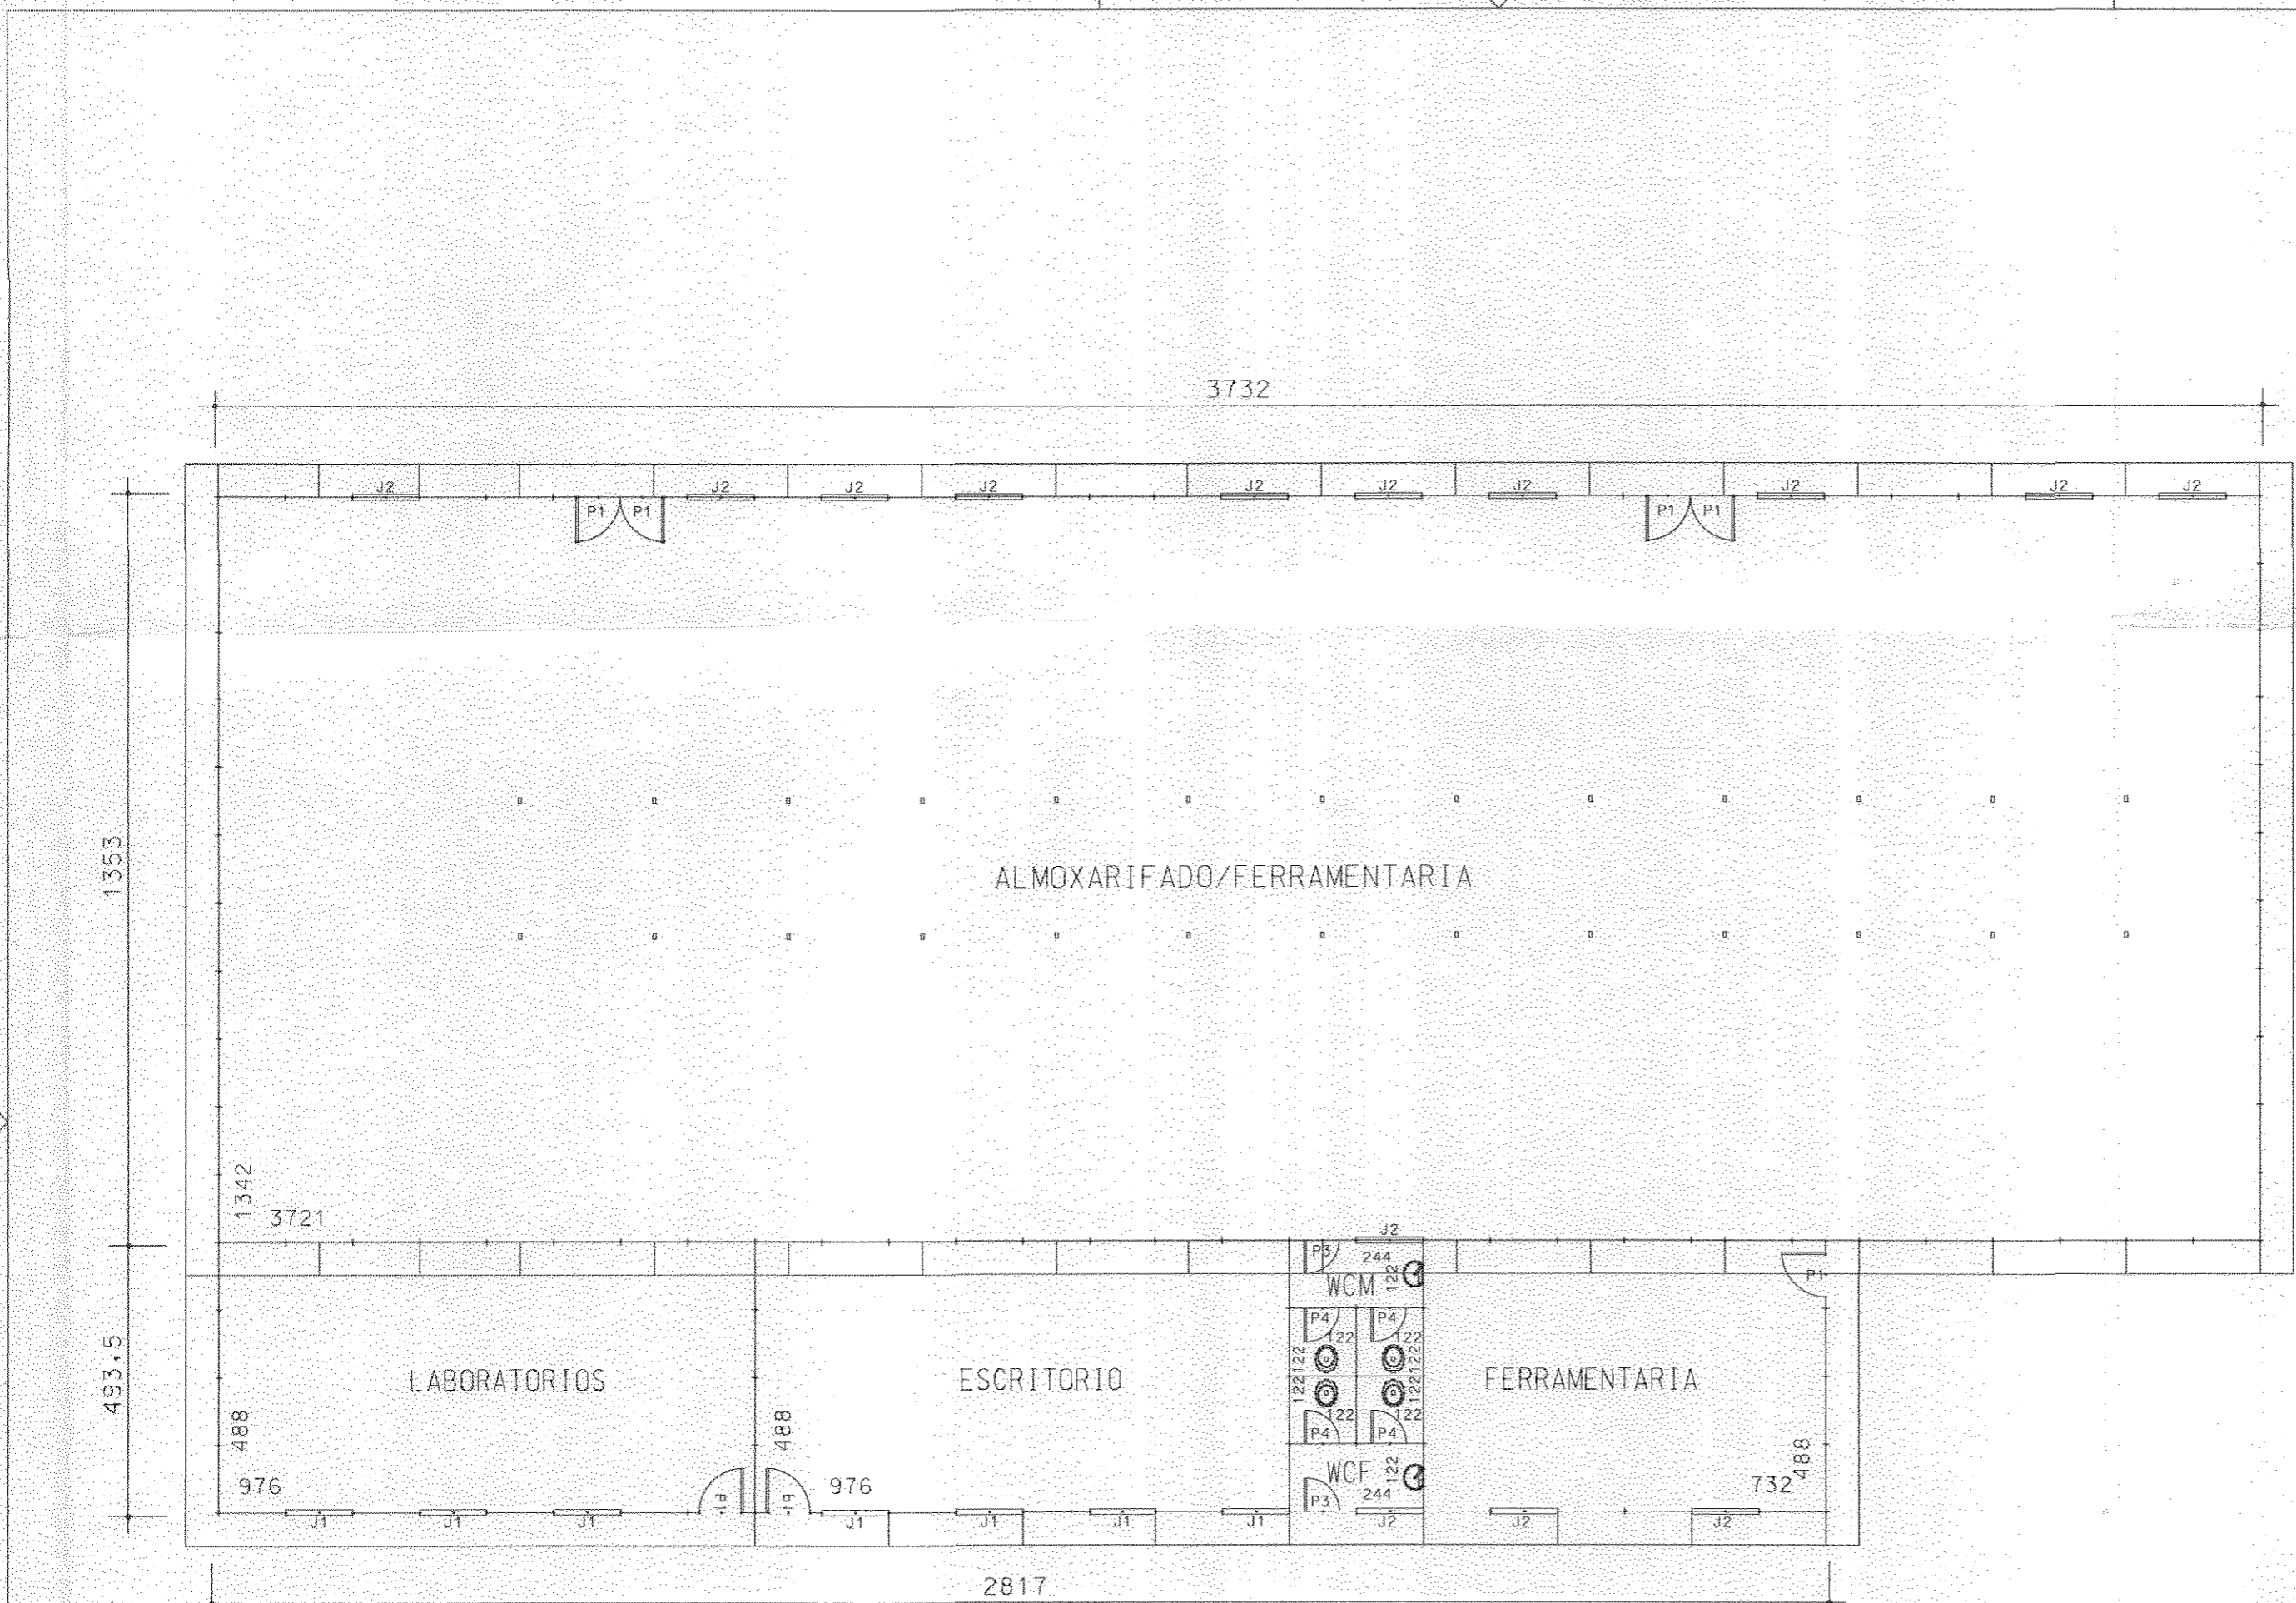 3732
J2 J2 J2 J2 J2 J2 J2 J2 J2 J2
P1 P1 P1 P1
1353
ALMOXARIFADO/FERRAMENTARIA
1342
3721
J2
P3 244
122
WCM
P1
P4 P4
122 122
493,5
122 122
LABORATORIOS
ESCRITORIO
FERRAMENTARIA
122 122
122 122
488
488
P4 P4
488
WCF 122
976
976
732
P1 P1
P3 244
J1 J1 J1 J1 J1 J1 J1 J2 J2 J2
2817